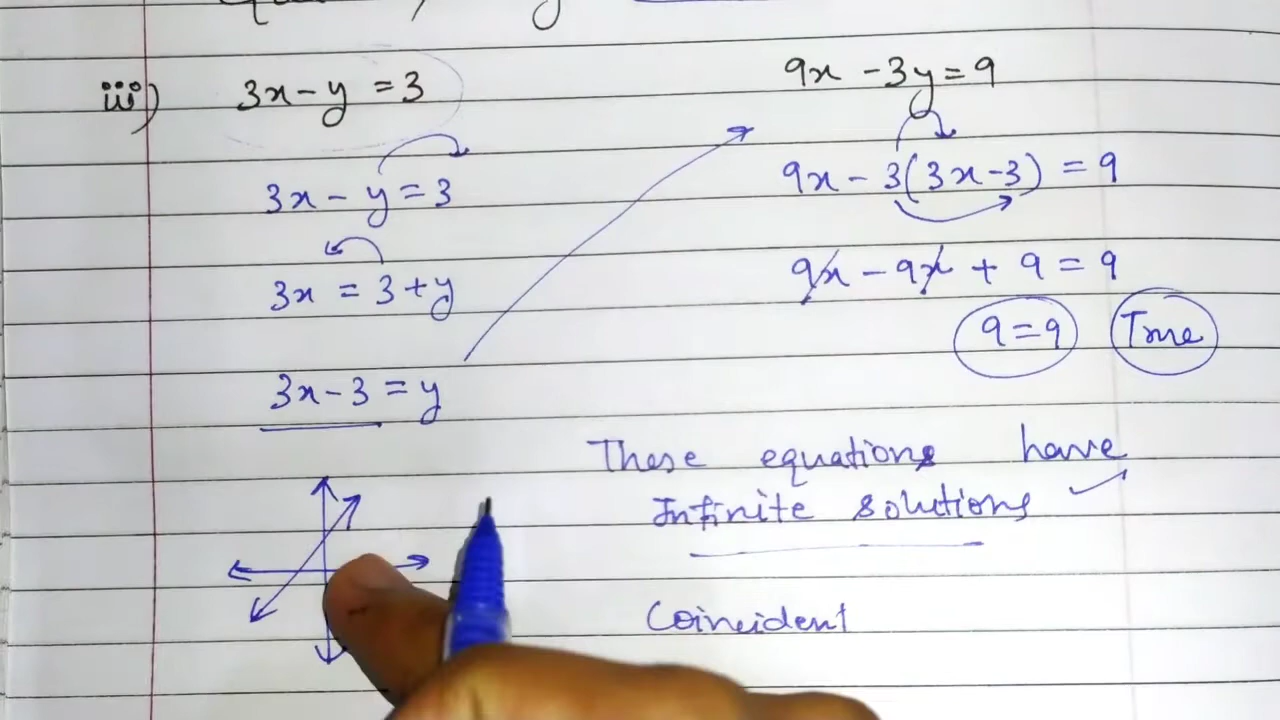 iii) 3x - y = 3
3x - y = 3
3x = 3 + y
3x - 3 = y
9x - 3y = 9
9x - 3(3x - 3) = 9
9x - 9x + 9 = 9
9 = 9 True
These equations have
Infinite solutions
Coincident